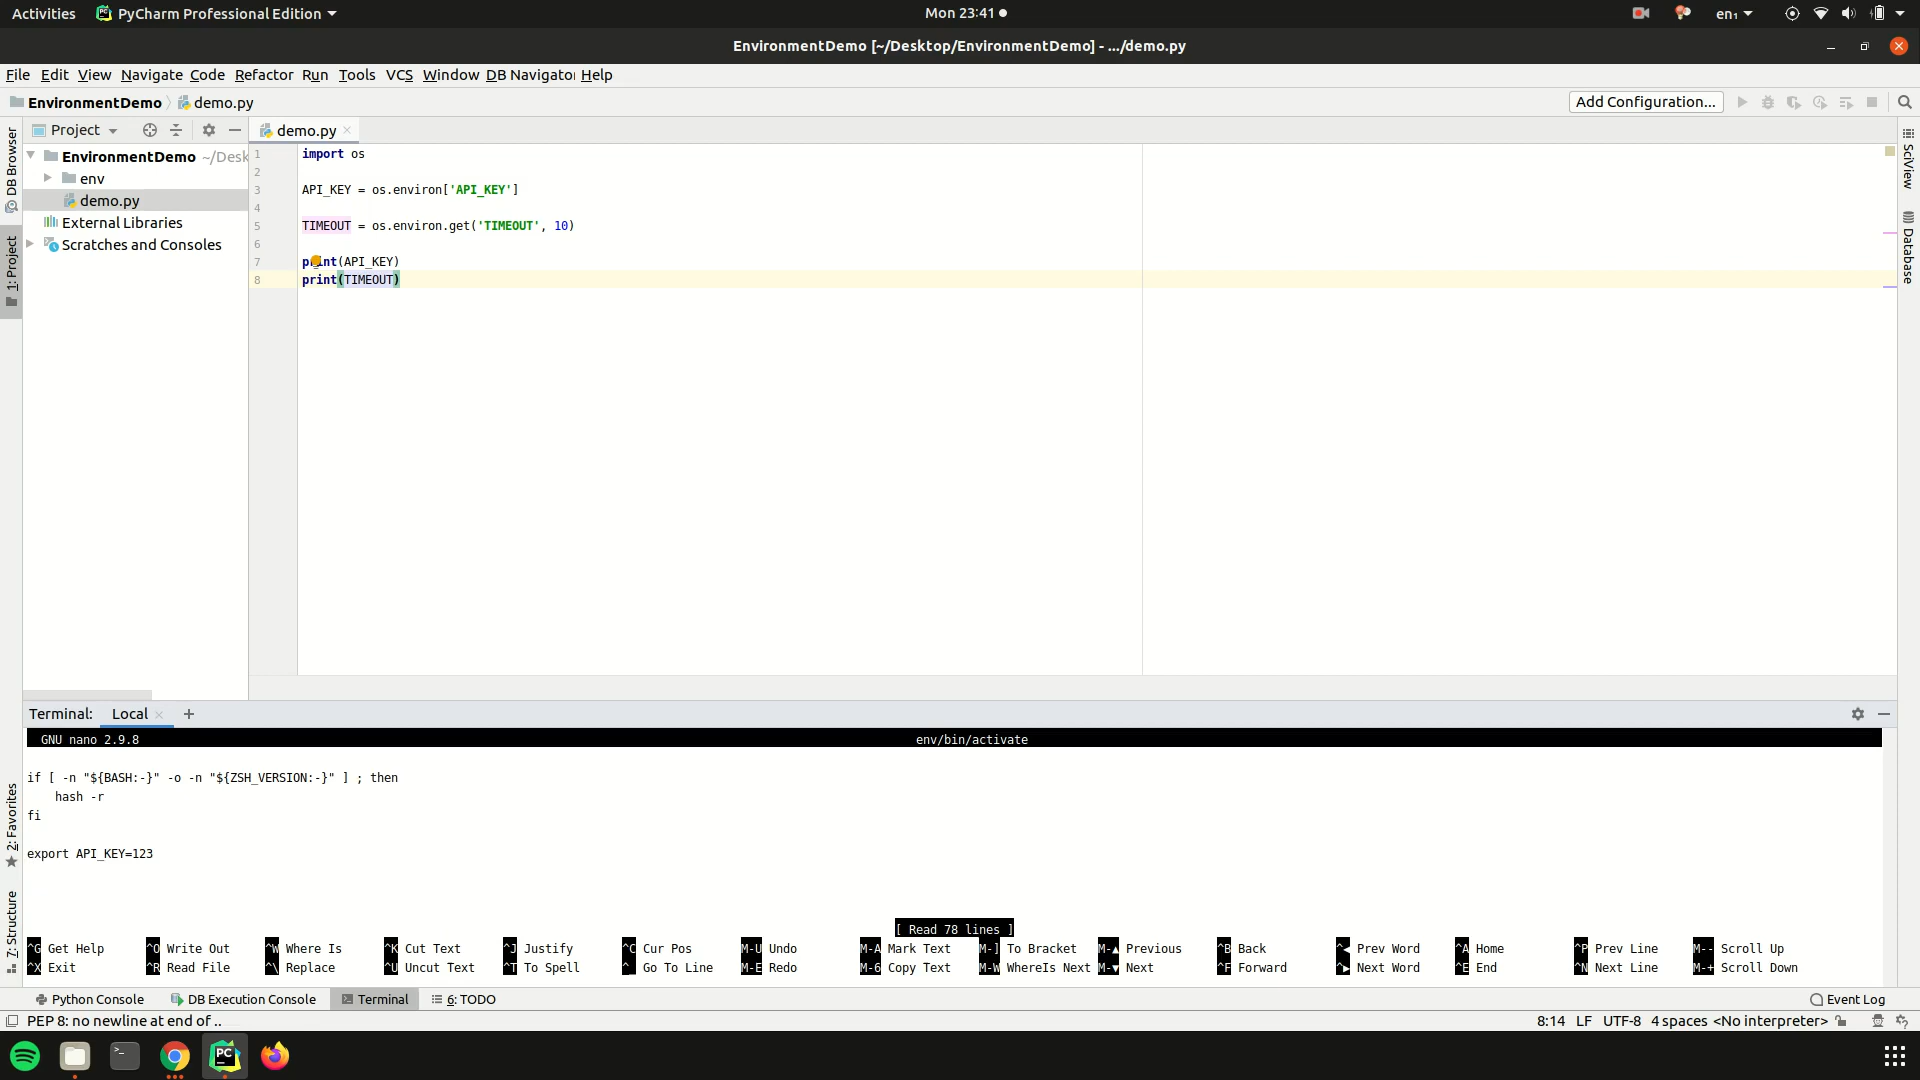 Activities PyCharm Professional Edition Mon 23:41 en₁
EnvironmentDemo [~/Desktop/EnvironmentDemo] - .../demo.py
File Edit View Navigate Code Refactor Run Tools VCS Window DB Navigator Help
EnvironmentDemo demo.py Add Configuration...
Project demo.py
DB Browser
1: Project
2: Favorites
7: Structure
SciView
Database
EnvironmentDemo ~/Desk
env
demo.py
External Libraries
Scratches and Consoles
1 import os
2
3 API_KEY = os.environ['API_KEY']
4
5 TIMEOUT = os.environ.get('TIMEOUT', 10)
6
7 print(API_KEY)
8 print(TIMEOUT)
Terminal: Local +
GNU nano 2.9.8 env/bin/activate
if [ -n "${BASH:-}" -o -n "${ZSH_VERSION:-}" ] ; then
    hash -r
fi
export API_KEY=123
[ Read 78 lines ]
^G Get Help ^O Write Out ^W Where Is ^K Cut Text ^J Justify ^C Cur Pos M-U Undo M-A Mark Text M-] To Bracket M-▲ Previous ^B Back ^◀ Prev Word ^A Home ^P Prev Line M-- Scroll Up
^X Exit ^R Read File ^\ Replace ^U Uncut Text ^T To Spell ^_ Go To Line M-E Redo M-6 Copy Text M-W WhereIs Next M-▼ Next ^F Forward ^▶ Next Word ^E End ^N Next Line M-+ Scroll Down
Python Console DB Execution Console Terminal 6: TODO Event Log
PEP 8: no newline at end of .. 8:14 LF UTF-8 4 spaces <No interpreter>
PC